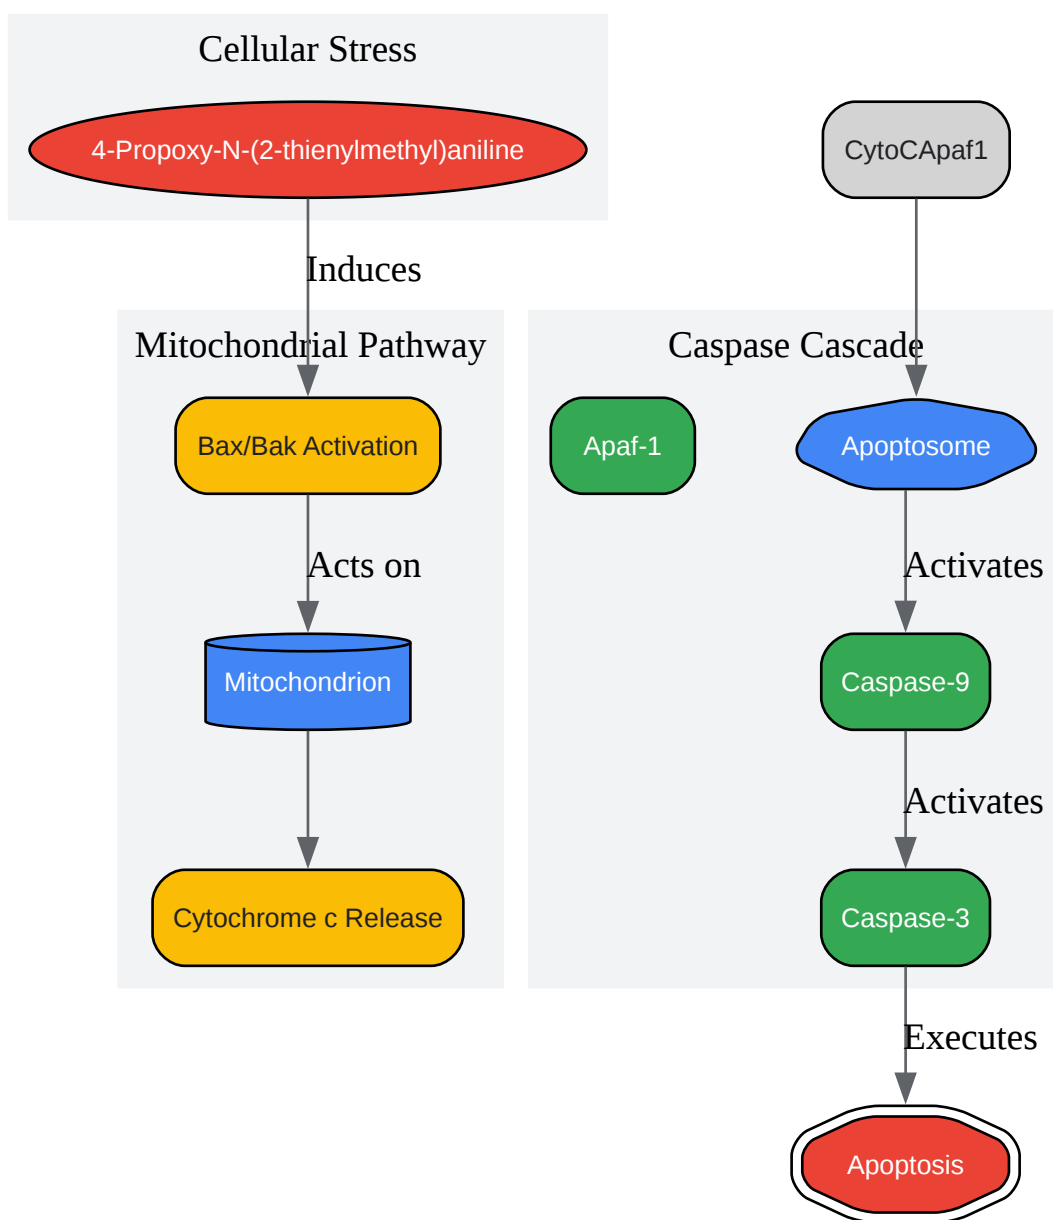 Cellular Stress
4-Propoxy-N-(2-thienylmethyl)aniline
CytoCApaf1
Induces
Mitochondrial Pathway
Caspase Cascade
Bax/Bak Activation
Apaf-1
Apoptosome
Acts on
Activates
Mitochondrion
Caspase-9
Activates
Cytochrome c Release
Caspase-3
Executes
Apoptosis